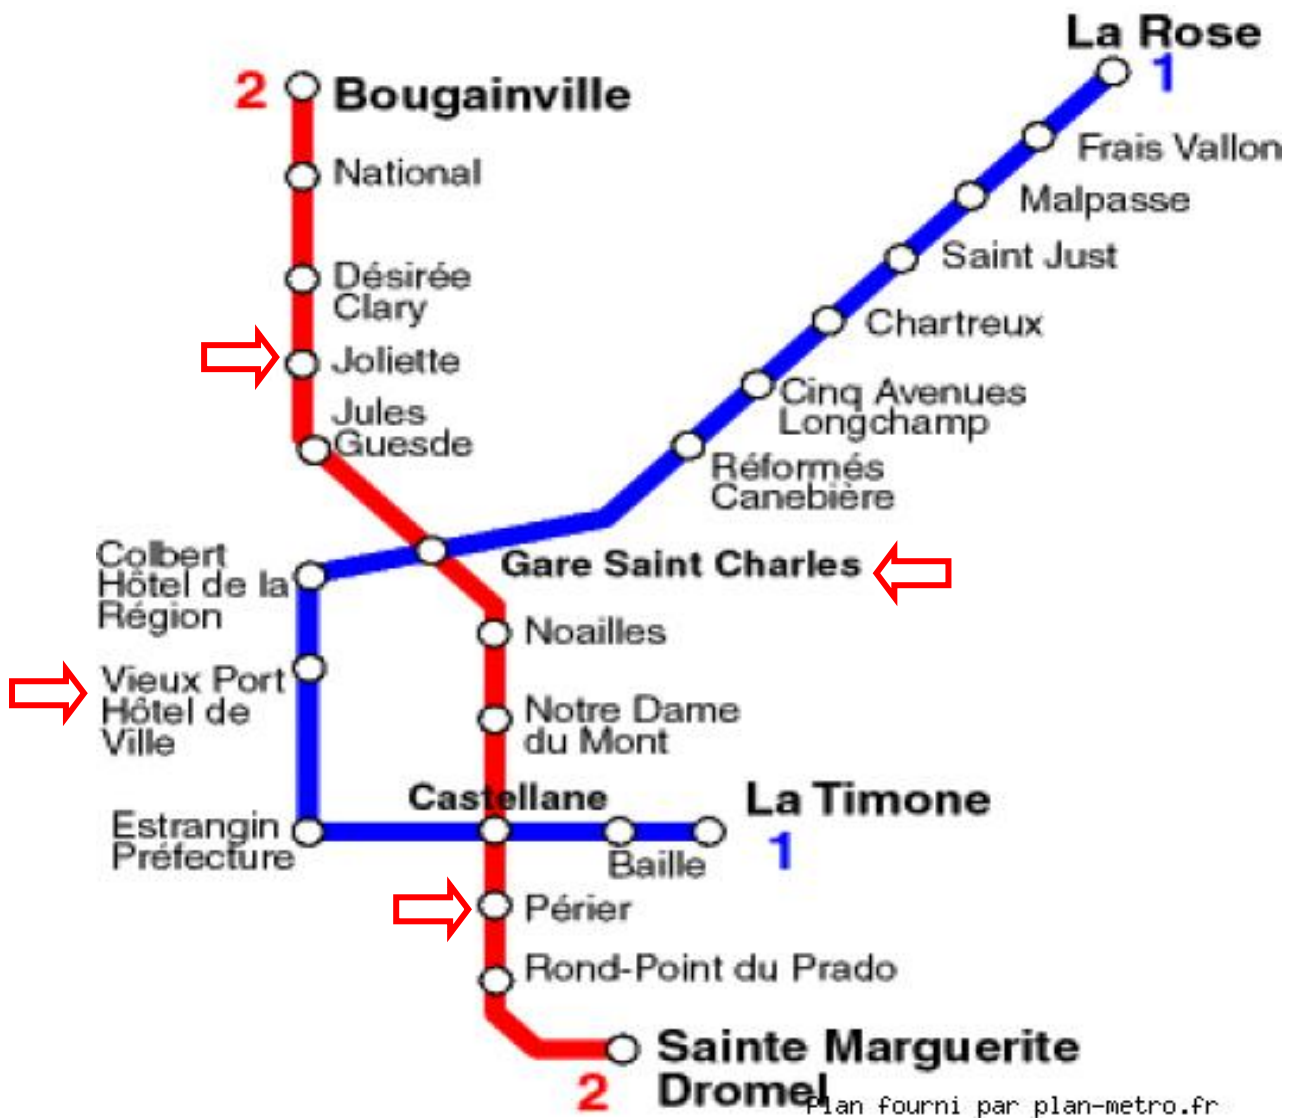 La Rose
1
2
Bougainville
Frais Vallon
National
Malpasse
Saint Just
Désirée
Clary
Chartreux
Joliette
Cinq Avenues
Longchamp
Jules
Guesde
Réformés
Canebière
Colbert
Hôtel de la
Région
Gare Saint Charles
Noailles
Vieux Port
Hôtel de
Ville
Notre Dame
du Mont
Castellane
La Timone
1
Estrangin
Préfecture
Baille
Périer
Rond-Point du Prado
Sainte Marguerite
Dromel
2
Plan fourni par plan-metro.fr